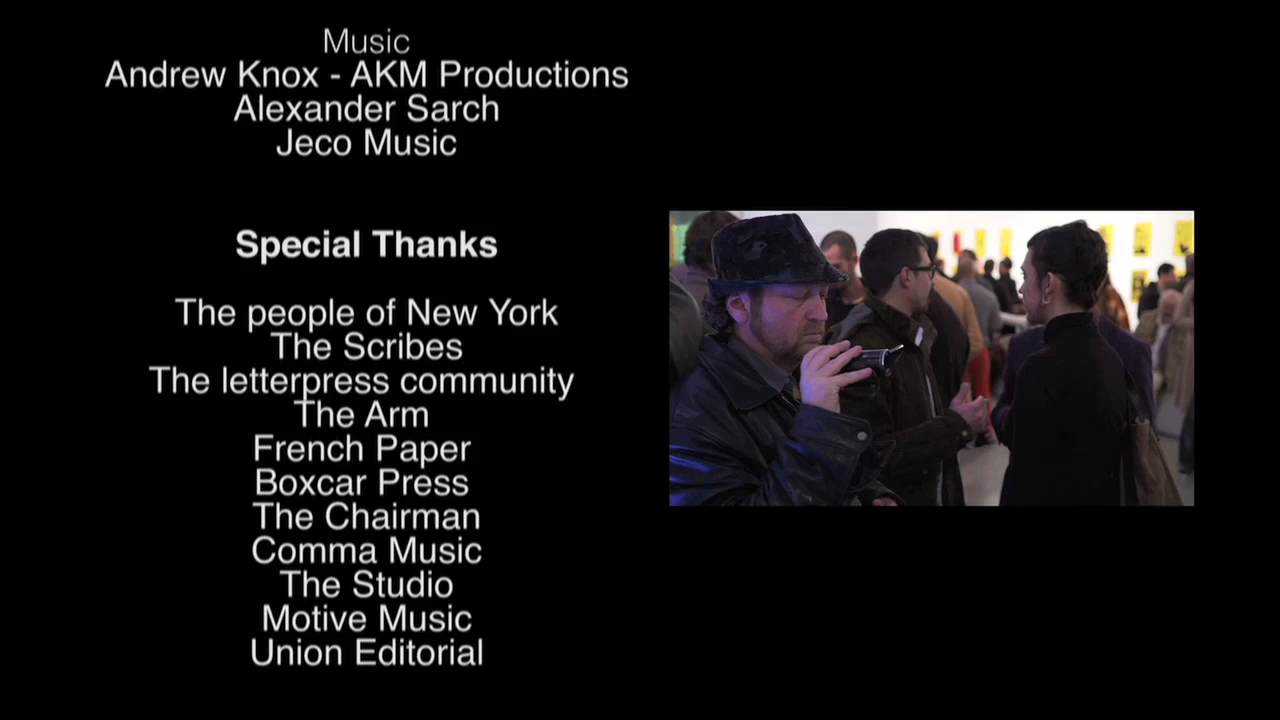 Music
Andrew Knox - AKM Productions
Alexander Sarch
Jeco Music
Special Thanks
The people of New York
The Scribes
The letterpress community
The Arm
French Paper
Boxcar Press
The Chairman
Comma Music
The Studio
Motive Music
Union Editorial